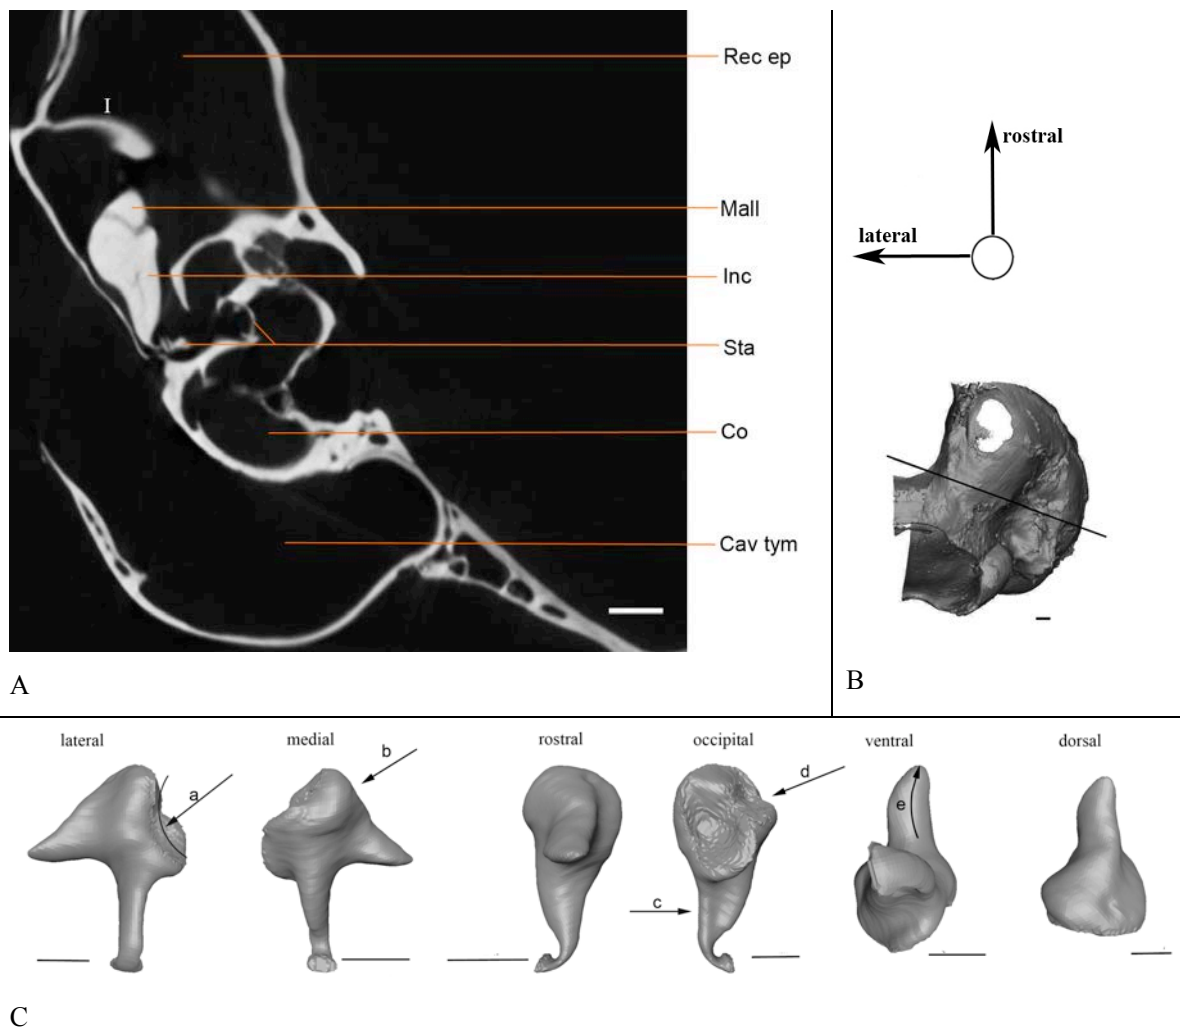 Rec ep
I
Mall
Inc
Sta
Co
Cav tym
A
rostral
lateral
B
lateral
medial
rostral
occipital
ventral
dorsal
a
b
c
d
e
C